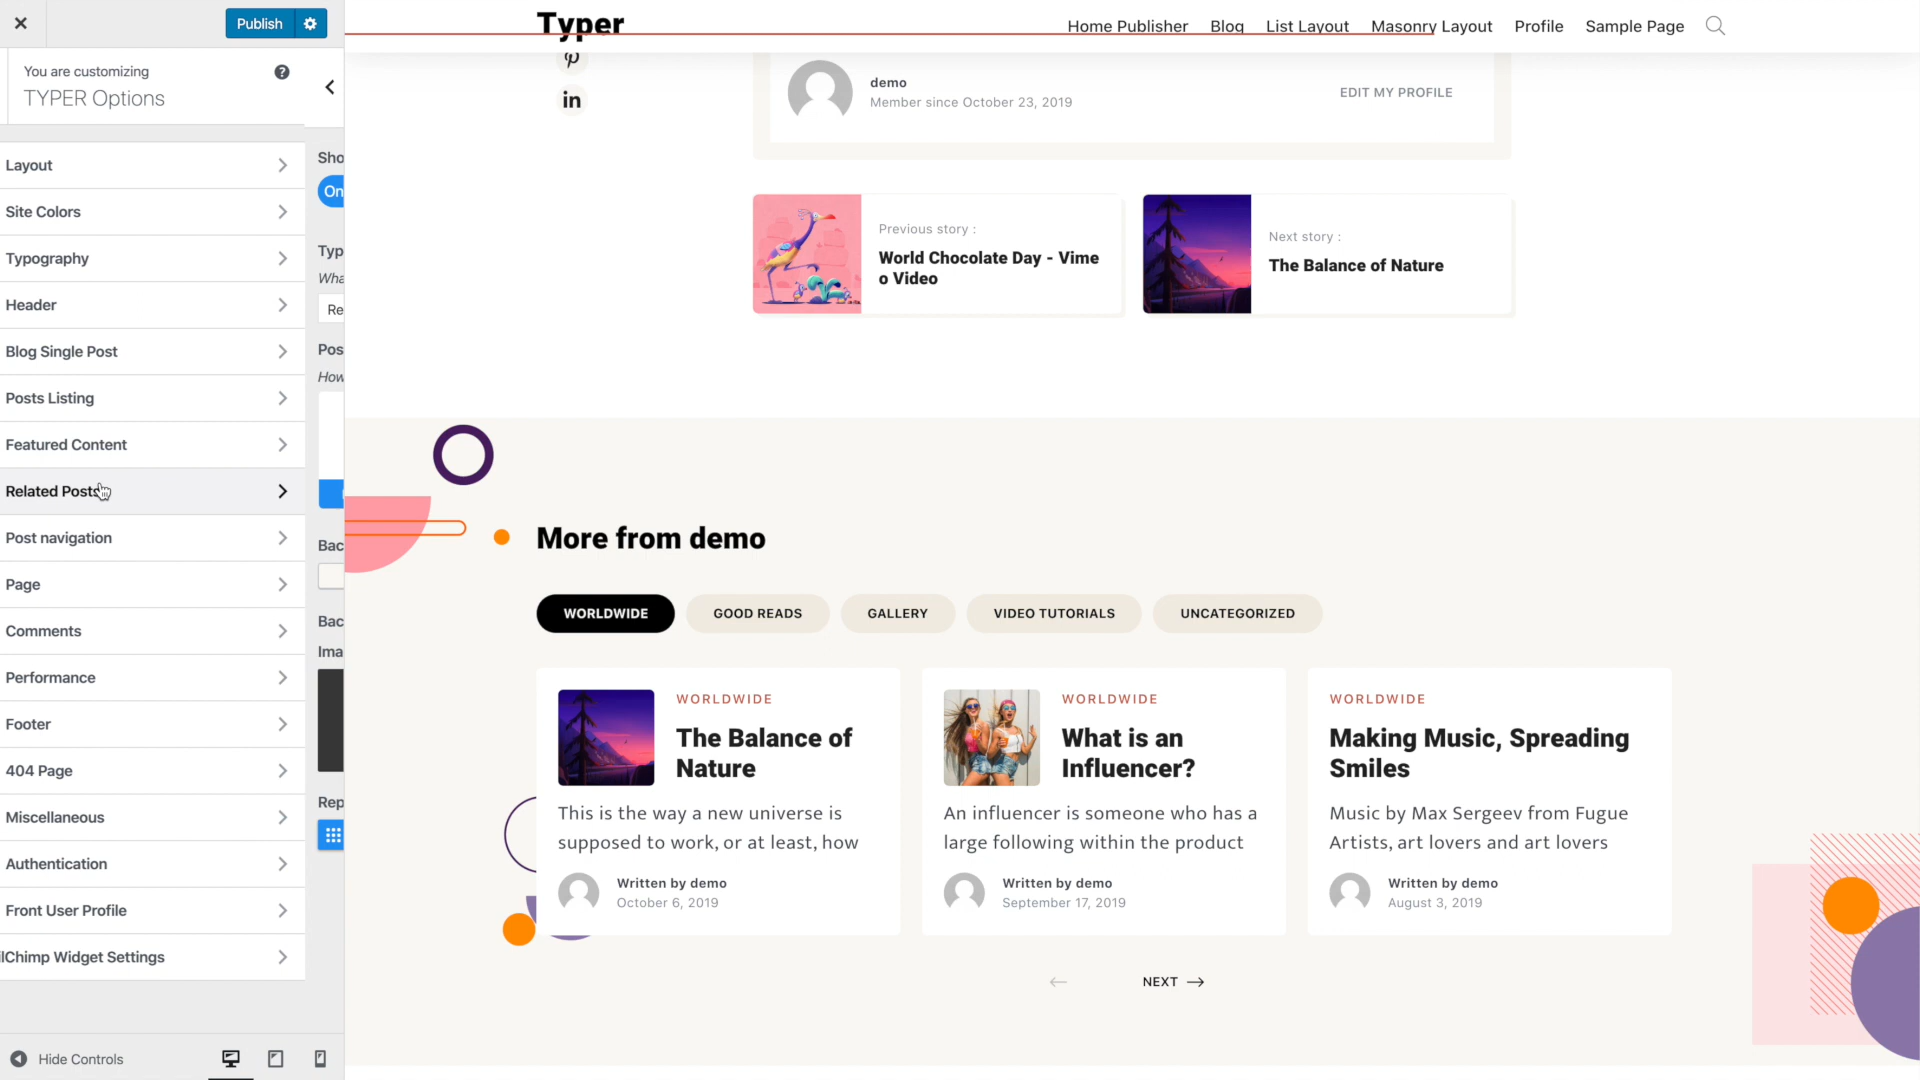 Publish
You are customizing
TYPER Options
Layout
Site Colors
Typography
Header
Blog Single Post
Posts Listing
Featured Content
Related Posts
Post navigation
Page
Comments
Performance
Footer
404 Page
Miscellaneous
Authentication
Front User Profile
ilChimp Widget Settings
Hide Controls
Sho
On
Typ
Wha
Re
Pos
How
Bac
Bac
Ima
Rep
Typer
Home Publisher
Blog
List Layout
Masonry Layout
Profile
Sample Page
demo
Member since October 23, 2019
EDIT MY PROFILE
Previous story :
World Chocolate Day - Vime
o Video
Next story :
The Balance of Nature
More from demo
WORLDWIDE
GOOD READS
GALLERY
VIDEO TUTORIALS
UNCATEGORIZED
WORLDWIDE
The Balance of
Nature
This is the way a new universe is
supposed to work, or at least, how
Written by demo
October 6, 2019
WORLDWIDE
What is an
Influencer?
An influencer is someone who has a
large following within the product
Written by demo
September 17, 2019
WORLDWIDE
Making Music, Spreading
Smiles
Music by Max Sergeev from Fugue
Artists, art lovers and art lovers
Written by demo
August 3, 2019
NEXT